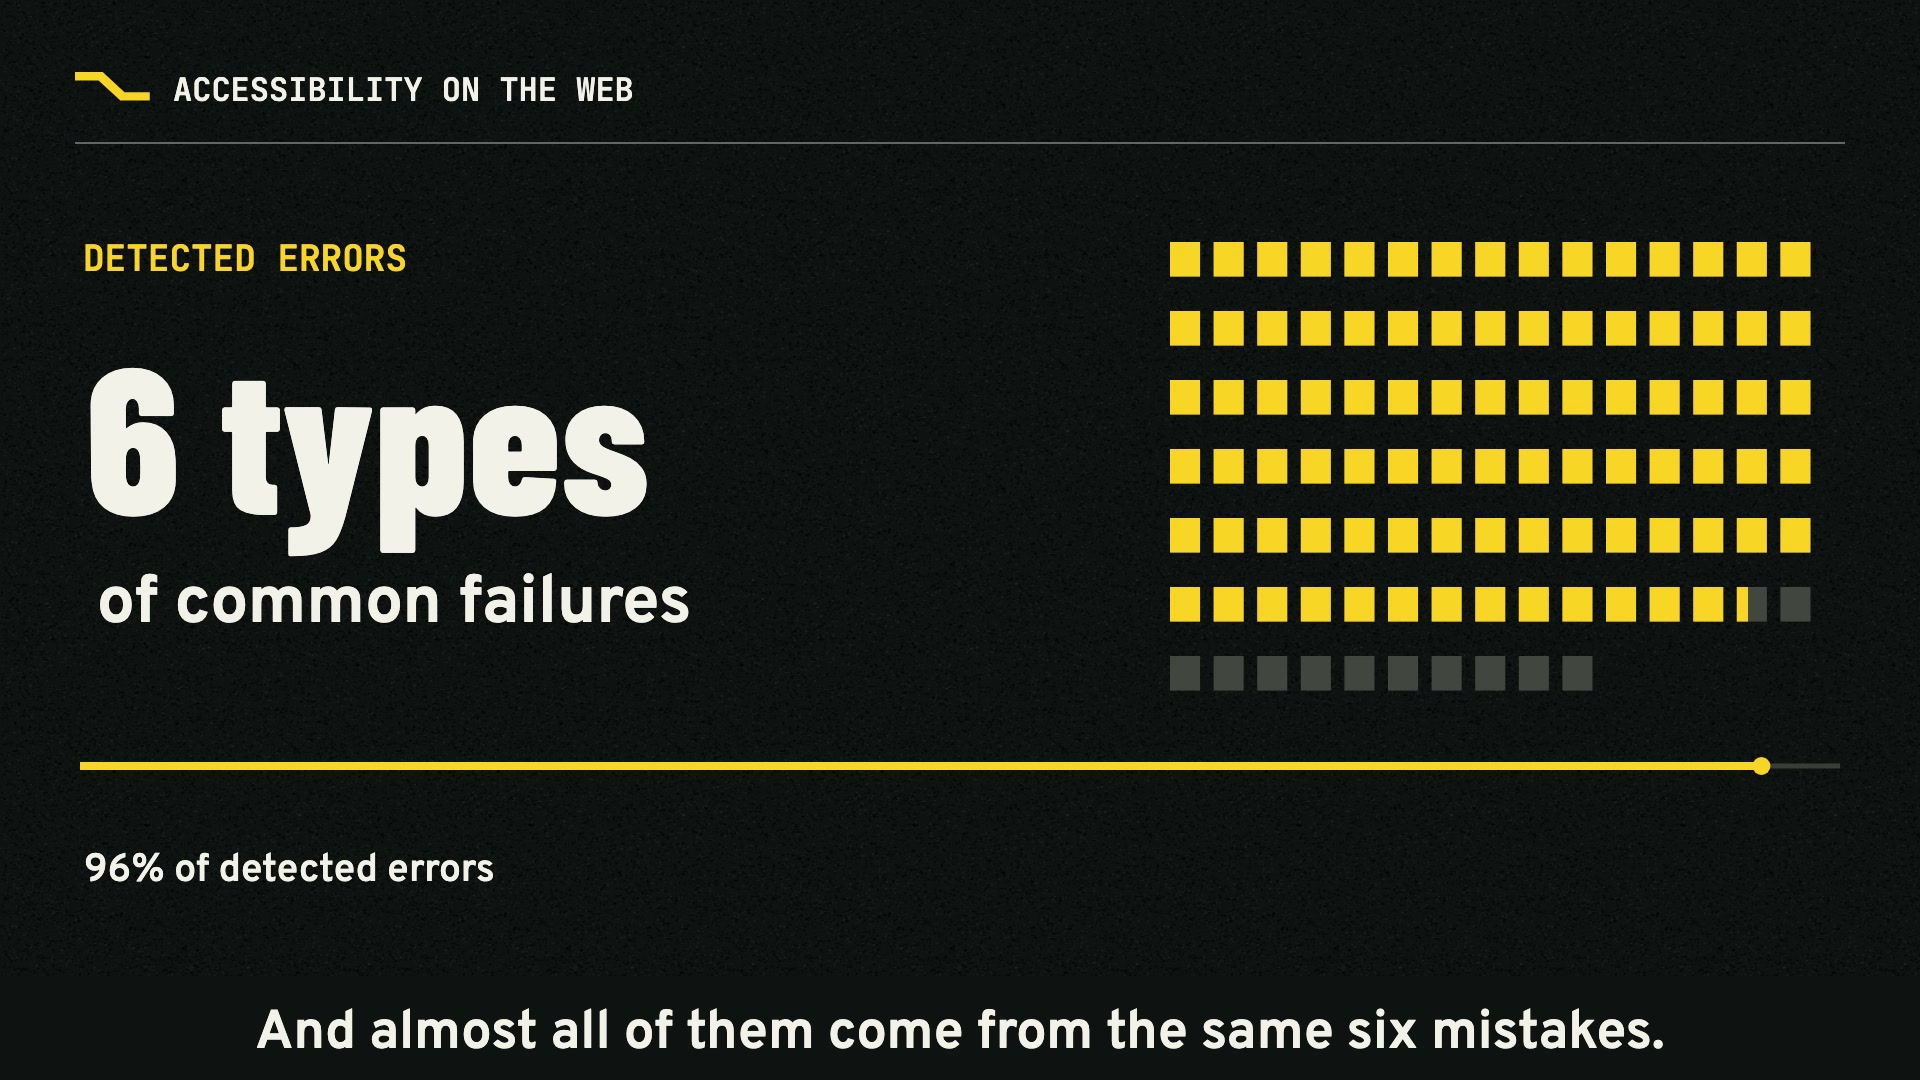 ACCESSIBILITY ON THE WEB
DETECTED ERRORS
6 types
of common failures
96% of detected errors
And almost all of them come from the same six mistakes.